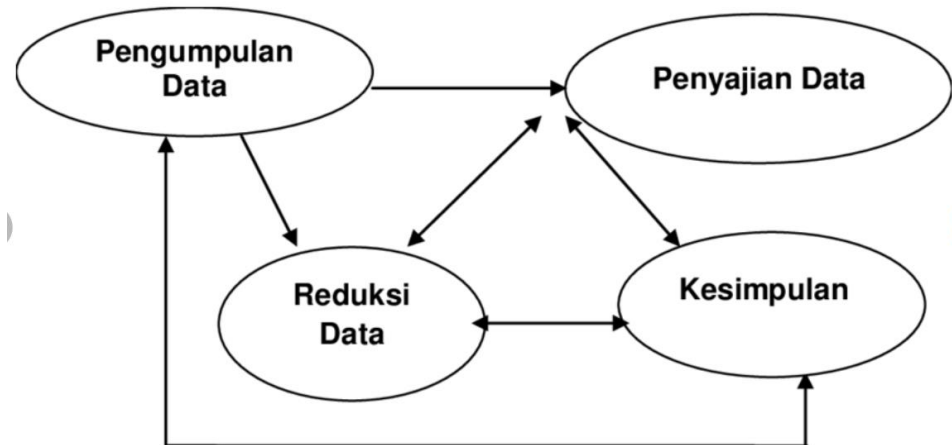 Pengumpulan
Data
Penyajian Data
Reduksi
Data
Kesimpulan